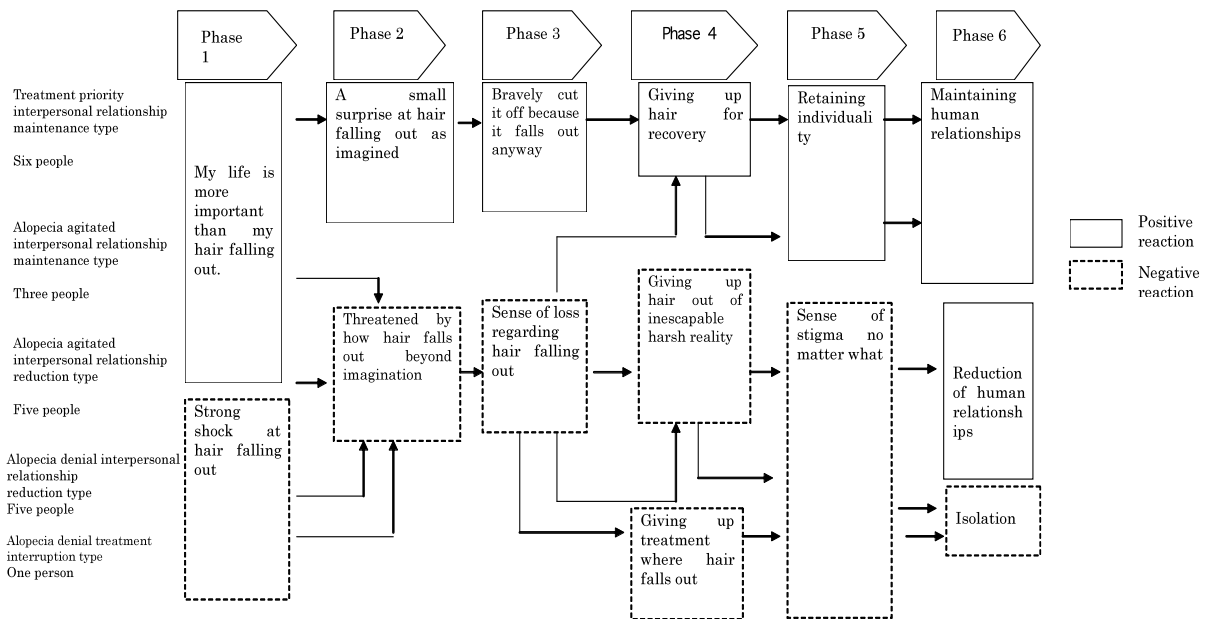 Phase
1
Phase 2
Phase 3
Phase 4
Phase 5
Phase 6
Treatment priority
interpersonal relationship
maintenance type
Six people
Alopecia agitated
interpersonal relationship
maintenance type
Three people
Alopecia agitated
interpersonal relationship
reduction type
Five people
Alopecia denial interpersonal
relationship
reduction type
Five people
Alopecia denial treatment
interruption type
One person
My life is
more
important
than my
hair falling
out.
Strong
shock at
hair falling
out
A small
surprise at hair
falling out as
imagined
Threatened by
how hair falls
out beyond
imagination
Bravely cut
it off because
it falls out
anyway
Sense of loss
regarding
hair falling
out
Giving up
hair for
recovery
Giving up
hair out of
inescapable
harsh reality
Giving up
treatment
where hair
falls out
Retaining
individuali
ty
Sense of
stigma no
matter what
Maintaining
human
relationships
Reduction
of human
relationsh
ips
Isolation
Positive
reaction
Negative
reaction